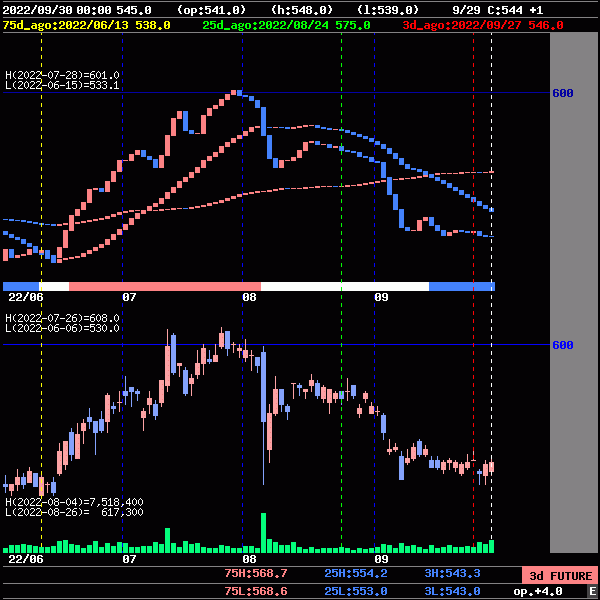 2022/09/30 00:00 545.0 (op:541.0) (h:548.0) (l:539.0) 9/29 C:544 +1
75d_ago:2022/06/13 538.0 25d_ago:2022/08/24 575.0 3d_ago:2022/09/27 546.0
H(2022-07-28)=601.0
L(2022-06-15)=533.1
600
22/06 07 08 09
H(2022-07-26)=608.0
L(2022-06-06)=530.0
600
H(2022-08-04)=7,518,400
L(2022-08-26)= 617,300
22/06 07 08 09
75H:568.7 25H:554.2 3H:543.3 3d FUTURE
75L:568.6 25L:553.0 3L:540.8 op.+4.0 E